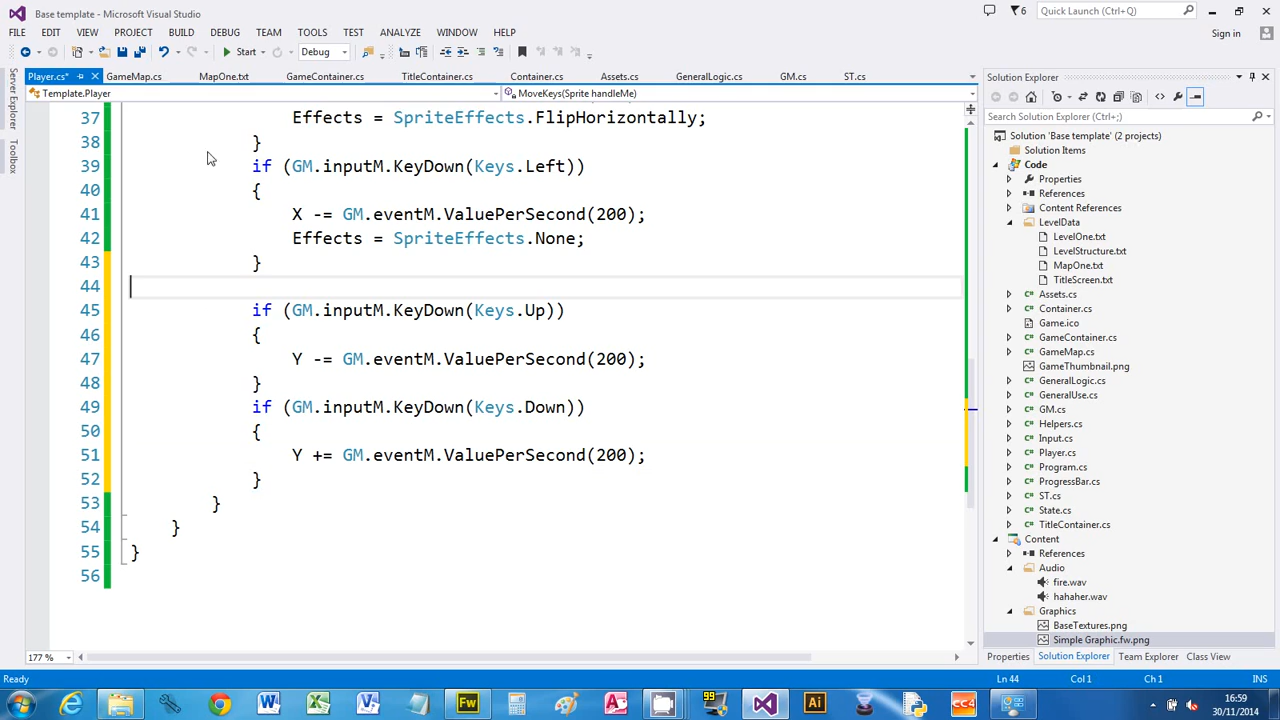 Base template - Microsoft Visual Studio
6
Quick Launch (Ctrl+Q)
FILE EDIT VIEW PROJECT BUILD DEBUG TEAM TOOLS TEST ANALYZE WINDOW HELP
Sign in
Start Debug
Server Explorer
Toolbox
Player.cs* GameMap.cs MapOne.txt GameContainer.cs TitleContainer.cs Container.cs Assets.cs GeneralLogic.cs GM.cs ST.cs
Template.Player MoveKeys(Sprite handleMe)
37 Effects = SpriteEffects.FlipHorizontally;
38 }
39 if (GM.inputM.KeyDown(Keys.Left))
40 {
41 X -= GM.eventM.ValuePerSecond(200);
42 Effects = SpriteEffects.None;
43 }
44
45 if (GM.inputM.KeyDown(Keys.Up))
46 {
47 Y -= GM.eventM.ValuePerSecond(200);
48 }
49 if (GM.inputM.KeyDown(Keys.Down))
50 {
51 Y += GM.eventM.ValuePerSecond(200);
52 }
53 }
54 }
55 }
56
177 %
Solution Explorer
Search Solution Explorer (Ctrl+;)
Solution 'Base template' (2 projects)
Solution Items
Code
Properties
References
Content References
LevelData
LevelOne.txt
LevelStructure.txt
MapOne.txt
TitleScreen.txt
Assets.cs
Container.cs
Game.ico
GameContainer.cs
GameMap.cs
GameThumbnail.png
GeneralLogic.cs
GeneralUse.cs
GM.cs
Helpers.cs
Input.cs
Player.cs
Program.cs
ProgressBar.cs
ST.cs
State.cs
TitleContainer.cs
Content
References
Audio
fire.wav
hahaher.wav
Graphics
BaseTextures.png
Simple Graphic.fw.png
Properties Solution Explorer Team Explorer Class View
Ready Ln 44 Col 1 Ch 1 INS
Fw 99 Ai CC4
16:59
30/11/2014